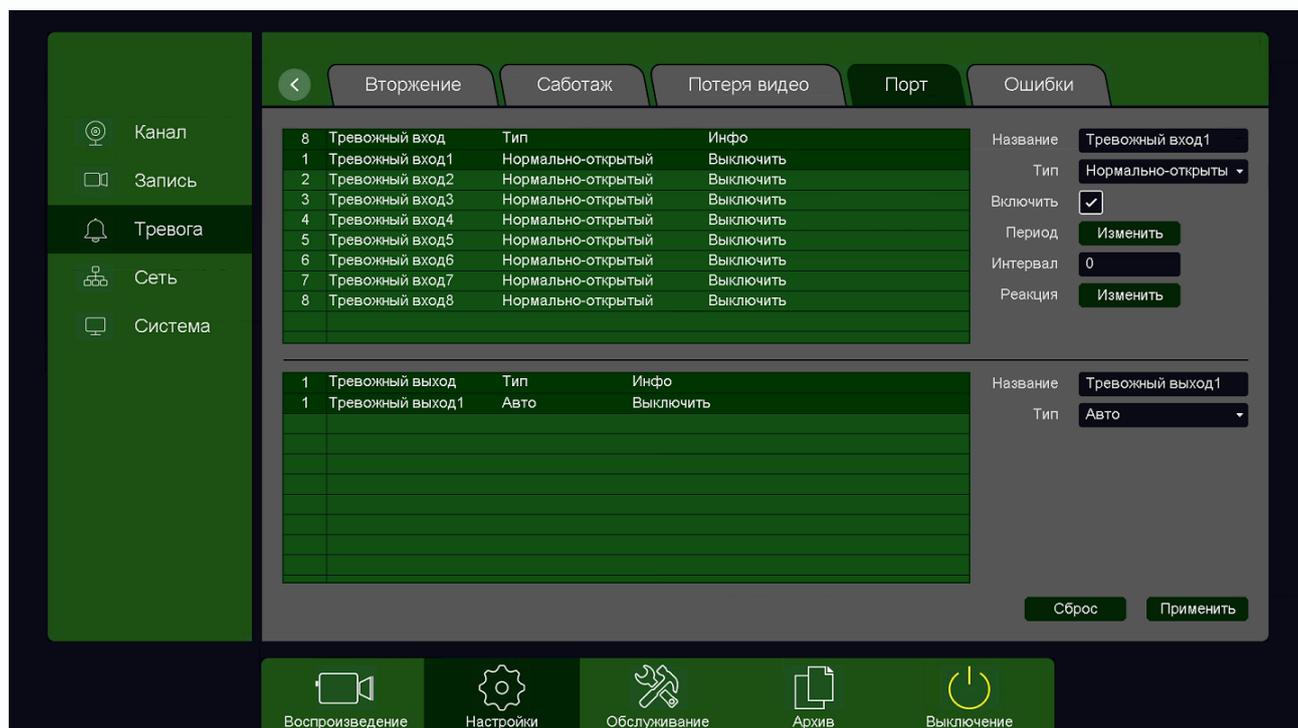 Вторжение Саботаж Потеря видео Порт Ошибки
Канал
Запись
Тревога
Сеть
Система
8 Тревожный вход Тип Инфо
1 Тревожный вход1 Нормально-открытый Выключить
2 Тревожный вход2 Нормально-открытый Выключить
3 Тревожный вход3 Нормально-открытый Выключить
4 Тревожный вход4 Нормально-открытый Выключить
5 Тревожный вход5 Нормально-открытый Выключить
6 Тревожный вход6 Нормально-открытый Выключить
7 Тревожный вход7 Нормально-открытый Выключить
8 Тревожный вход8 Нормально-открытый Выключить
Название Тревожный вход1
Тип Нормально-открыты
Включить
Период Изменить
Интервал 0
Реакция Изменить
1 Тревожный выход Тип Инфо
1 Тревожный выход1 Авто Выключить
Название Тревожный выход1
Тип Авто
Сброс Применить
Воспроизведение Настройки Обслуживание Архив Выключение